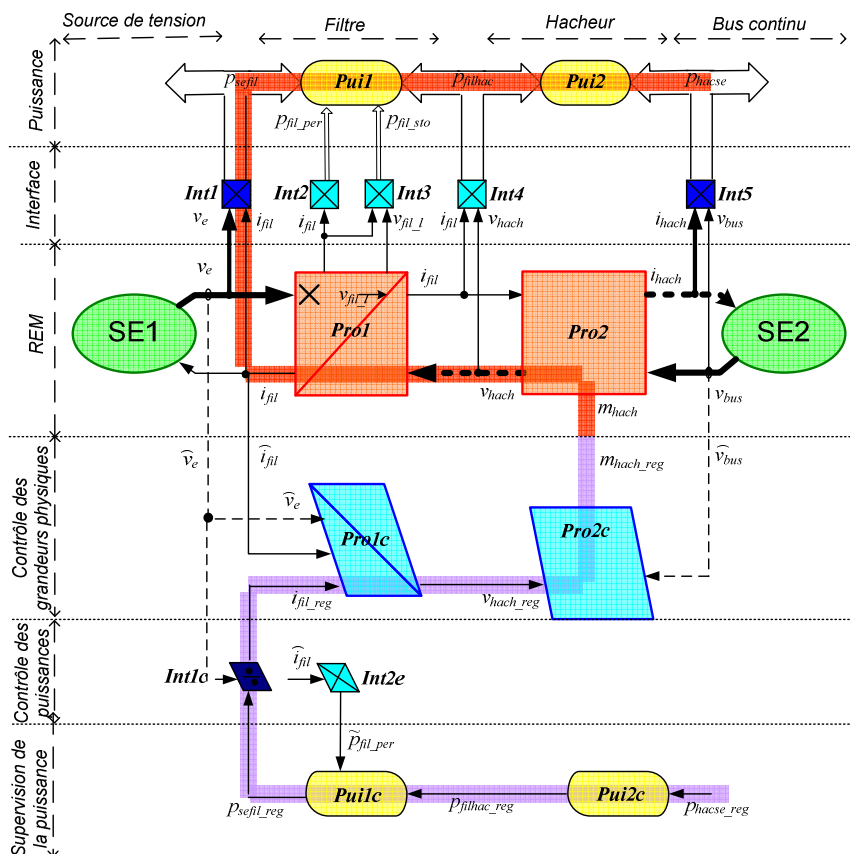 Source de tension
Filtre
Hacheur
Bus continu
Puissance
p_sefil
Pui1
p_filhac
Pui2
p_hacse
p_fil_per
p_fil_sto
Interface
Int1
Int2
Int3
Int4
Int5
v_e
i_fil
i_fil
v_fil_l
i_fil
v_hach
i_hach
v_bus
REM
v_e
i_fil
i_hach
SE1
v_fil_l
Pro1
Pro2
SE2
i_fil
v_hach
v_bus
m_hach
Contrôle des
grandeurs physiques
v̂_e
î_fil
m_hach_reg
v̂_bus
v̂_e
Pro1c
Pro2c
i_fil_reg
v_hach_reg
Contrôle des
puissances
Int1c
÷
î_fil
Int2e
p̃_fil_per
Supervision de
la puissance
Pui1c
Pui2c
p_sefil_reg
p_filhac_reg
p_hacse_reg